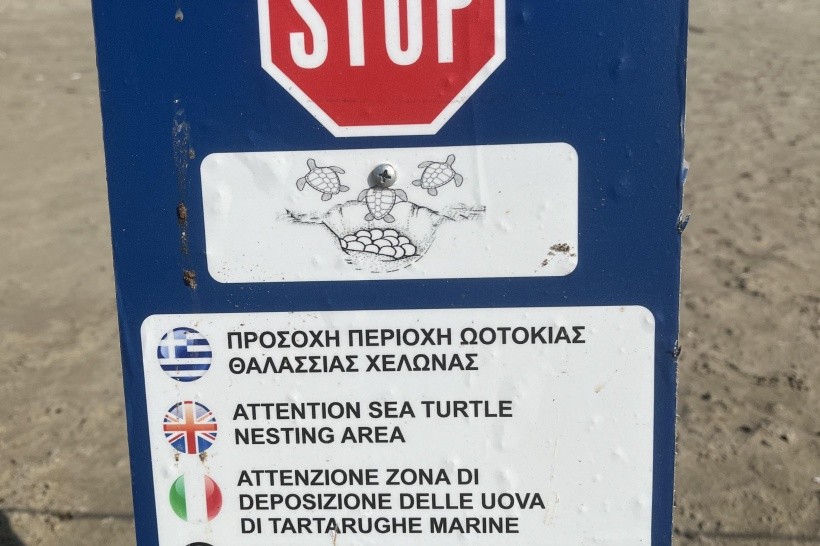 STOP
ΠΡΟΣΟΧΗ ΠΕΡΙΟΧΗ ΩΟΤΟΚΙΑΣ
ΘΑΛΑΣΣΙΑΣ ΧΕΛΩΝΑΣ
ATTENTION SEA TURTLE
NESTING AREA
ATTENZIONE ZONA DI
DEPOSIZIONE DELLE UOVA
DI TARTARUGHE MARINE